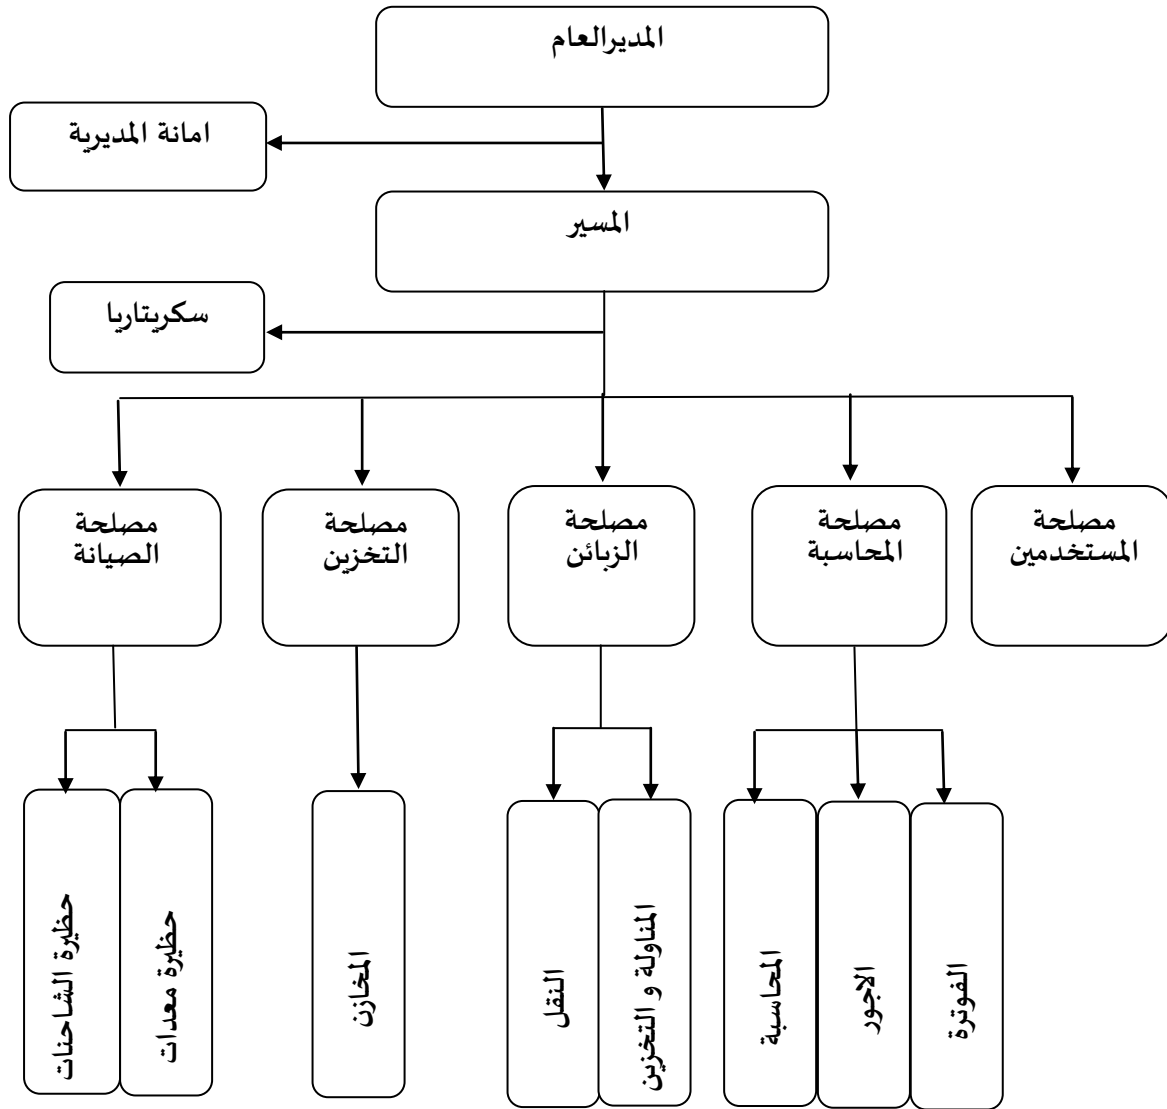 المديرالعام
امانة المديرية
المسير
سكريتاريا
مصلحة
المستخدمين
مصلحة
المحاسبة
مصلحة
الزبائن
مصلحة
التخزين
مصلحة
الصيانة
الفوترة
الاجور
المحاسبة
المناولة و التخزين
النقل
المخازن
حظيرة معدات
حظيرة الشاحنات